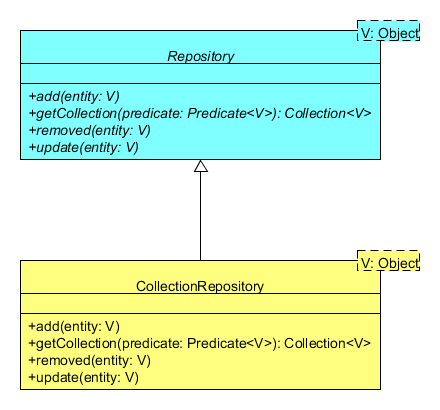 V: Object
Repository
+add(entity: V)
+getCollection(predicate: Predicate<V>): Collection<V>
+removed(entity: V)
+update(entity: V)
V: Object
CollectionRepository
+add(entity: V)
+getCollection(predicate: Predicate<V>): Collection<V>
+removed(entity: V)
+update(entity: V)